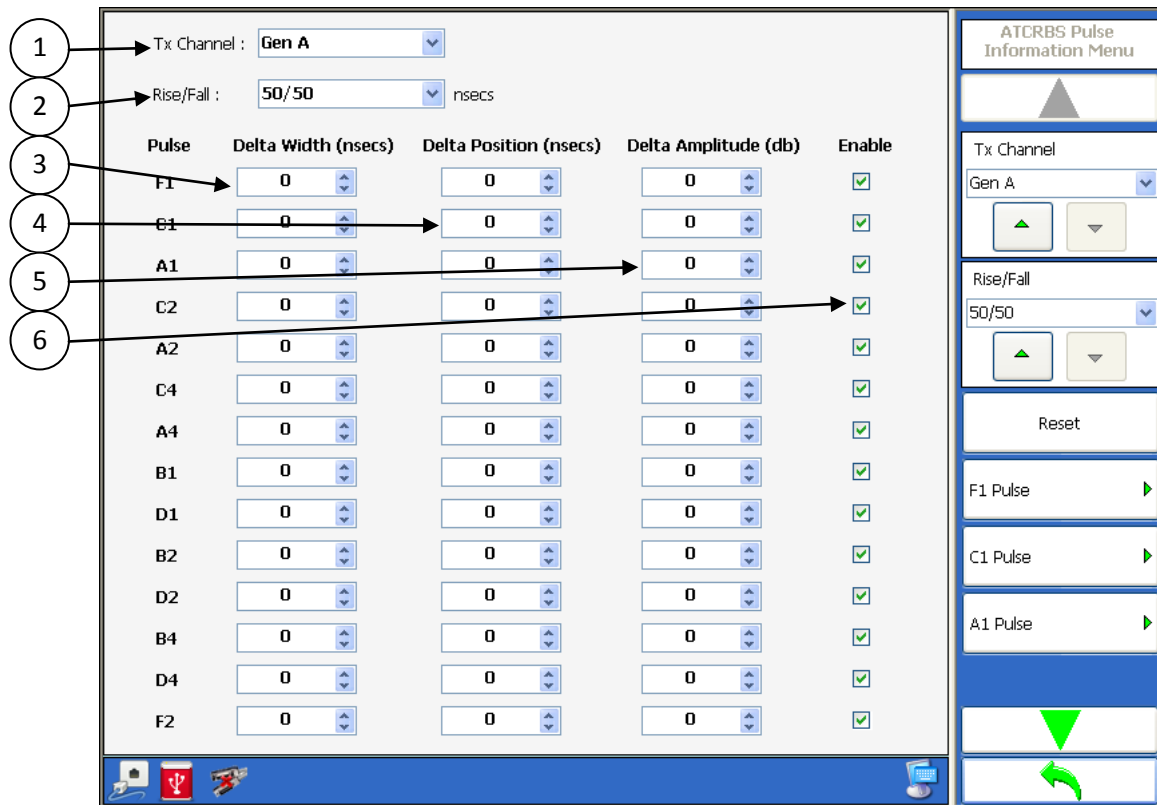 1
Tx Channel : Gen A
2
Rise/Fall : 50/50 nsecs
Pulse Delta Width (nsecs) Delta Position (nsecs) Delta Amplitude (db) Enable
3
F1 0 0 0
4
C1 0 0 0
5
A1 0 0 0
6
C2 0 0 0
A2 0 0 0
C4 0 0 0
A4 0 0 0
B1 0 0 0
D1 0 0 0
B2 0 0 0
D2 0 0 0
B4 0 0 0
D4 0 0 0
F2 0 0 0
ATCRBS Pulse
Information Menu
Tx Channel
Gen A
Rise/Fall
50/50
Reset
F1 Pulse
C1 Pulse
A1 Pulse